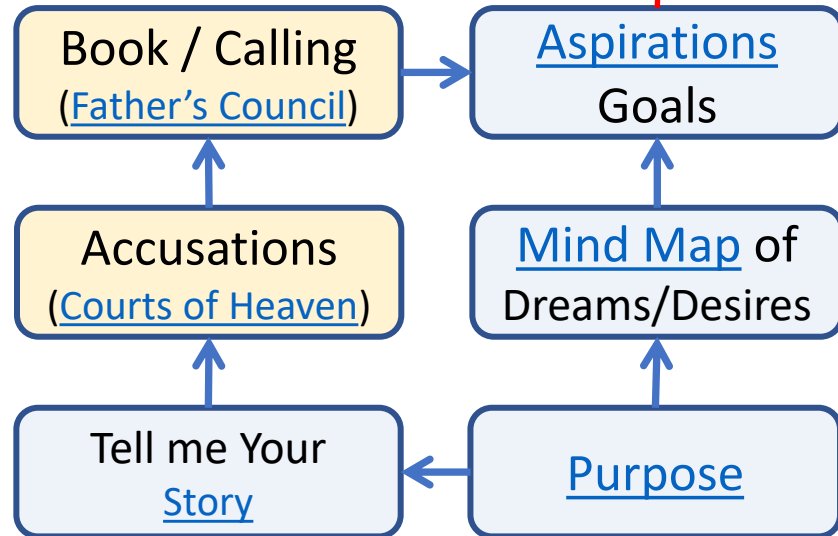 Book / Calling
(Father’s Council)
Aspirations
Goals
Accusations
(Courts of Heaven)
Mind Map of
Dreams/Desires
Tell me Your
Story
Purpose